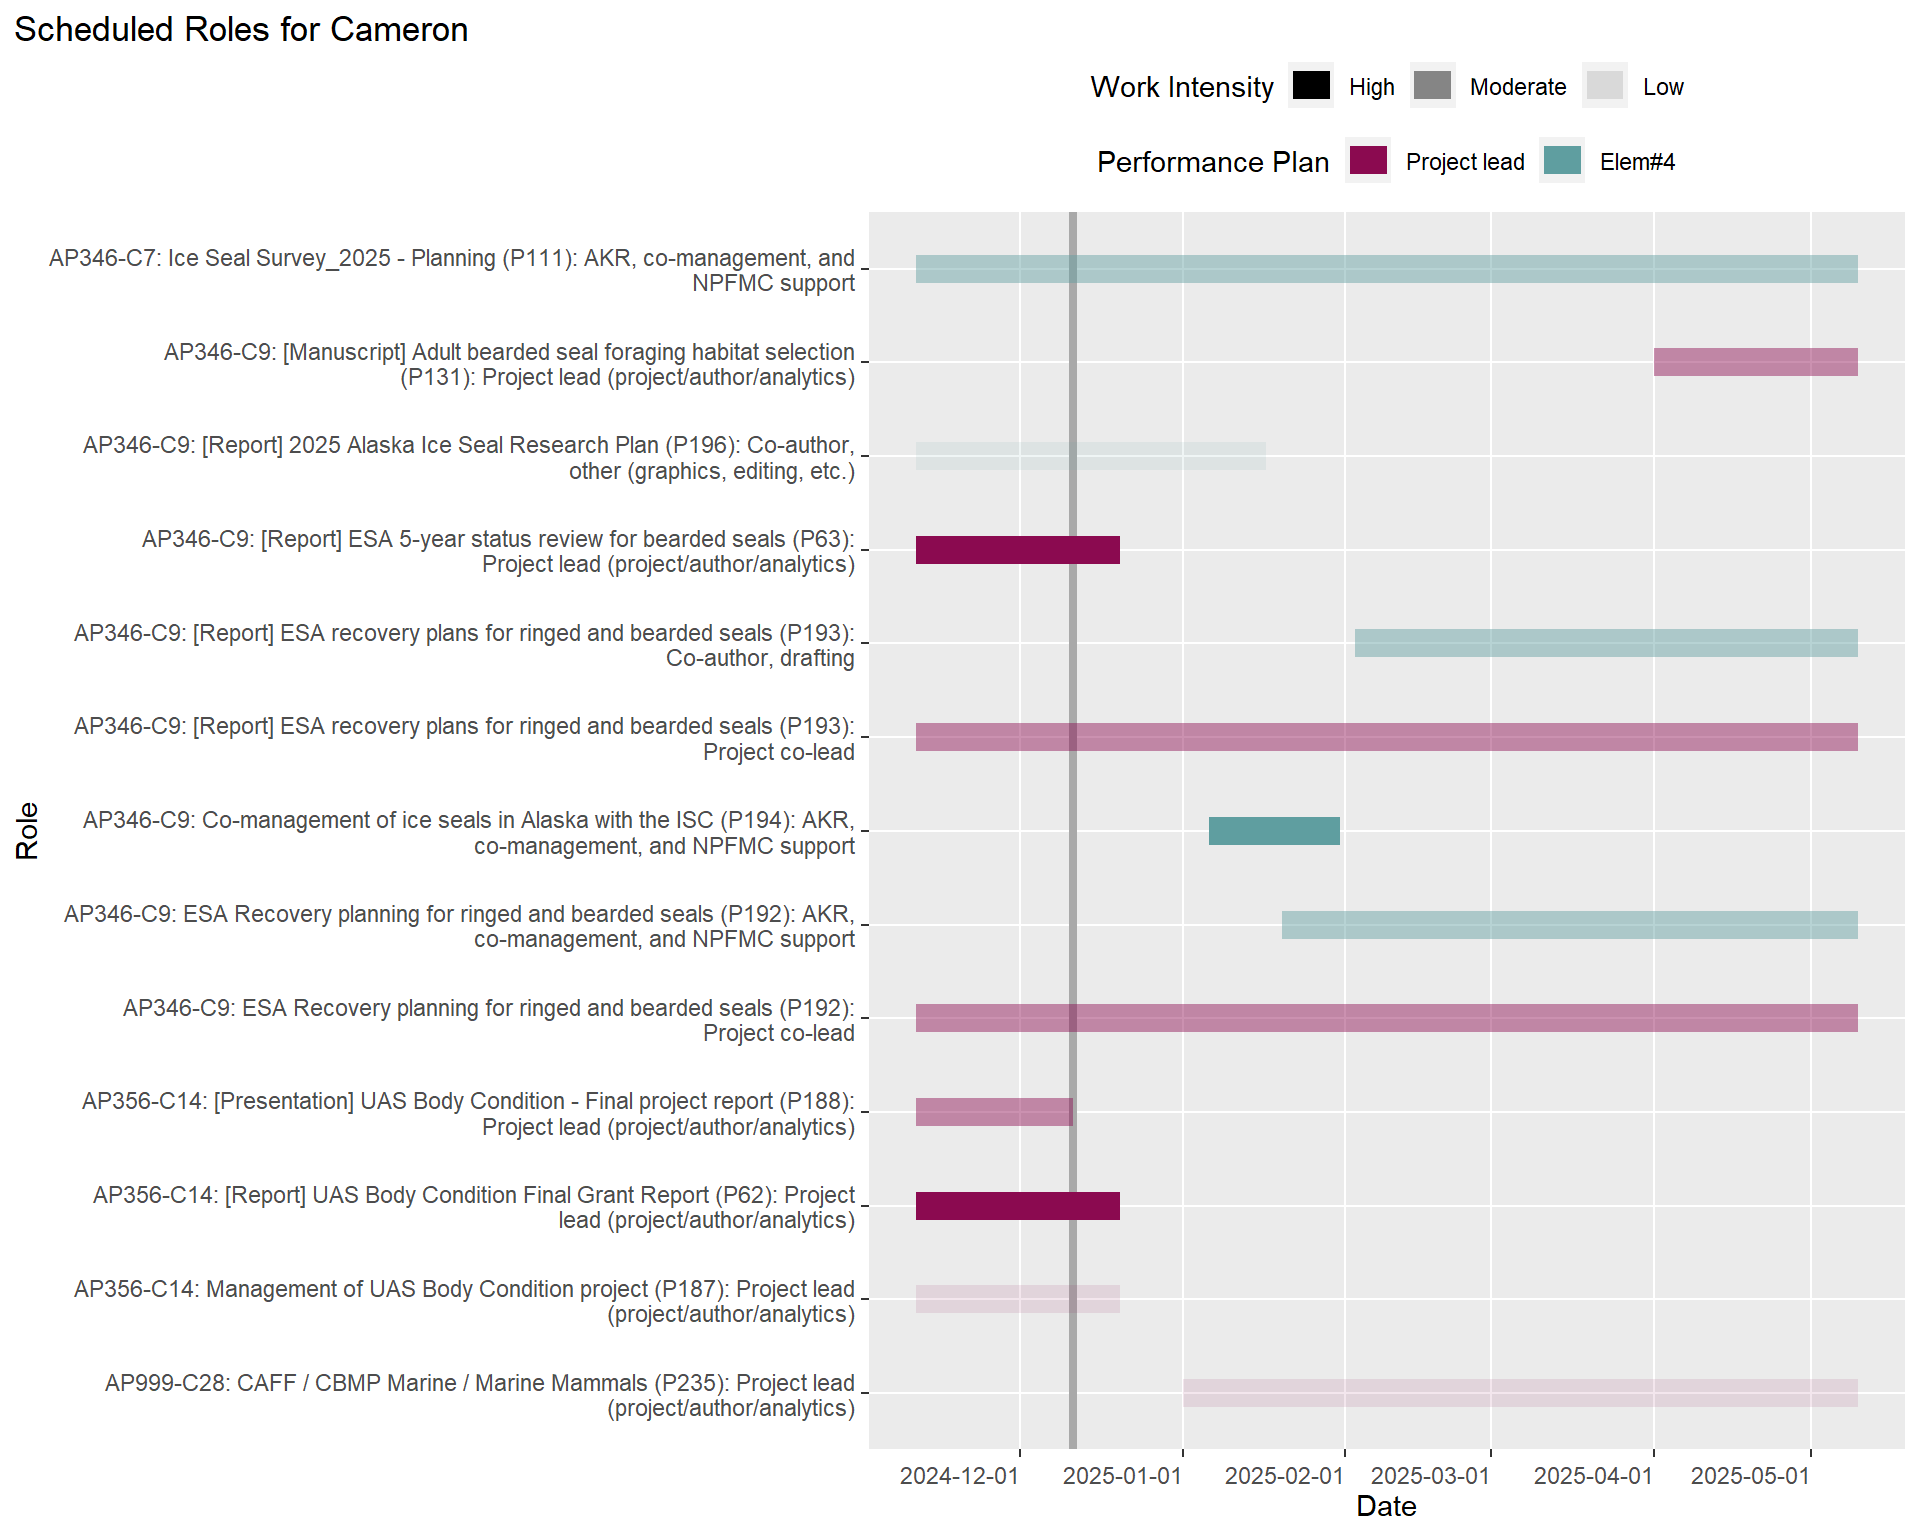 Scheduled Roles for Cameron
Work Intensity High Moderate Low
Performance Plan Project lead Elem#4
AP346-C7: Ice Seal Survey_2025 - Planning (P111): AKR, co-management, and
NPFMC support
AP346-C9: [Manuscript] Adult bearded seal foraging habitat selection
(P131): Project lead (project/author/analytics)
AP346-C9: [Report] 2025 Alaska Ice Seal Research Plan (P196): Co-author,
other (graphics, editing, etc.)
AP346-C9: [Report] ESA 5-year status review for bearded seals (P63):
Project lead (project/author/analytics)
AP346-C9: [Report] ESA recovery plans for ringed and bearded seals (P193):
Co-author, drafting
AP346-C9: [Report] ESA recovery plans for ringed and bearded seals (P193):
Project co-lead
AP346-C9: Co-management of ice seals in Alaska with the ISC (P194): AKR,
co-management, and NPFMC support
AP346-C9: ESA Recovery planning for ringed and bearded seals (P192): AKR,
co-management, and NPFMC support
AP346-C9: ESA Recovery planning for ringed and bearded seals (P192):
Project co-lead
AP356-C14: [Presentation] UAS Body Condition - Final project report (P188):
Project lead (project/author/analytics)
AP356-C14: [Report] UAS Body Condition Final Grant Report (P62): Project
lead (project/author/analytics)
AP356-C14: Management of UAS Body Condition project (P187): Project lead
(project/author/analytics)
AP999-C28: CAFF / CBMP Marine / Marine Mammals (P235): Project lead
(project/author/analytics)
Role
2024-12-01 2025-01-01 2025-02-01 2025-03-01 2025-04-01 2025-05-01
Date